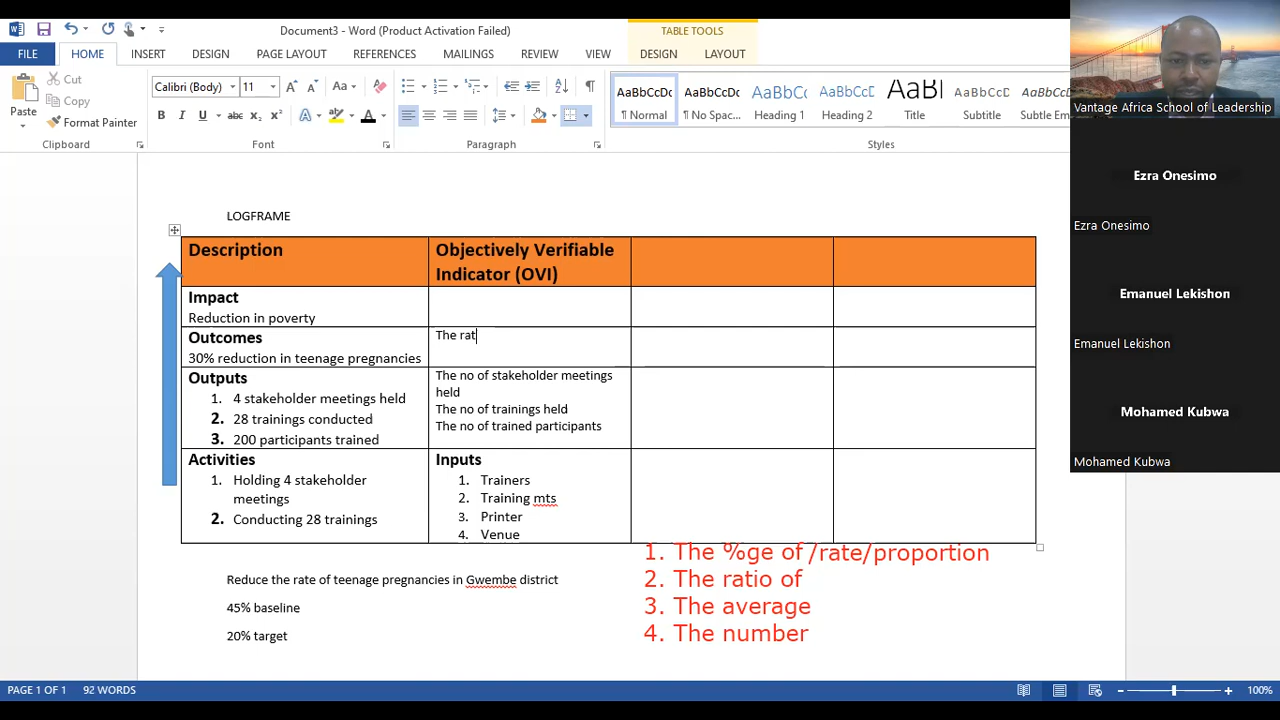 Document3 - Word (Product Activation Failed)
TABLE TOOLS
FILE HOME INSERT DESIGN PAGE LAYOUT REFERENCES MAILINGS REVIEW VIEW DESIGN LAYOUT
Cut
Copy
Format Painter
Paste
Clipboard
Calibri (Body) 11
Font
Paragraph
AaBbCcDc AaBbCcDc AaBbCc AaBbCcD AaBl AaBbCcD AaBbCcDc
¶ Normal ¶ No Spac... Heading 1 Heading 2 Title Subtitle Subtle Em
Styles
Vantage Africa School of Leadership
Ezra Onesimo
Ezra Onesimo
Emanuel Lekishon
Emanuel Lekishon
Mohamed Kubwa
Mohamed Kubwa
LOGFRAME
Description
Objectively Verifiable
Indicator (OVI)
Impact
Reduction in poverty
Outcomes
30% reduction in teenage pregnancies
The rat
Outputs
1. 4 stakeholder meetings held
2. 28 trainings conducted
3. 200 participants trained
The no of stakeholder meetings
held
The no of trainings held
The no of trained participants
Activities
1. Holding 4 stakeholder
meetings
2. Conducting 28 trainings
Inputs
1. Trainers
2. Training mts
3. Printer
4. Venue
1. The %ge of /rate/proportion
2. The ratio of
3. The average
4. The number
Reduce the rate of teenage pregnancies in Gwembe district
45% baseline
20% target
PAGE 1 OF 1 92 WORDS
100%